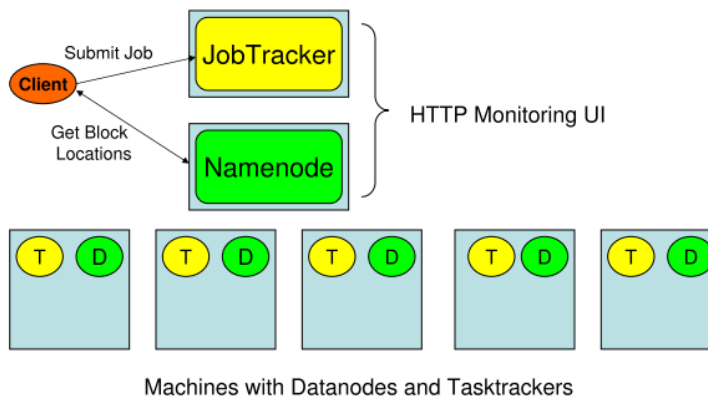 Submit Job
JobTracker
Client
HTTP Monitoring UI
Get Block
Locations
Namenode
T D T D T D T D T D
Machines with Datanodes and Tasktrackers